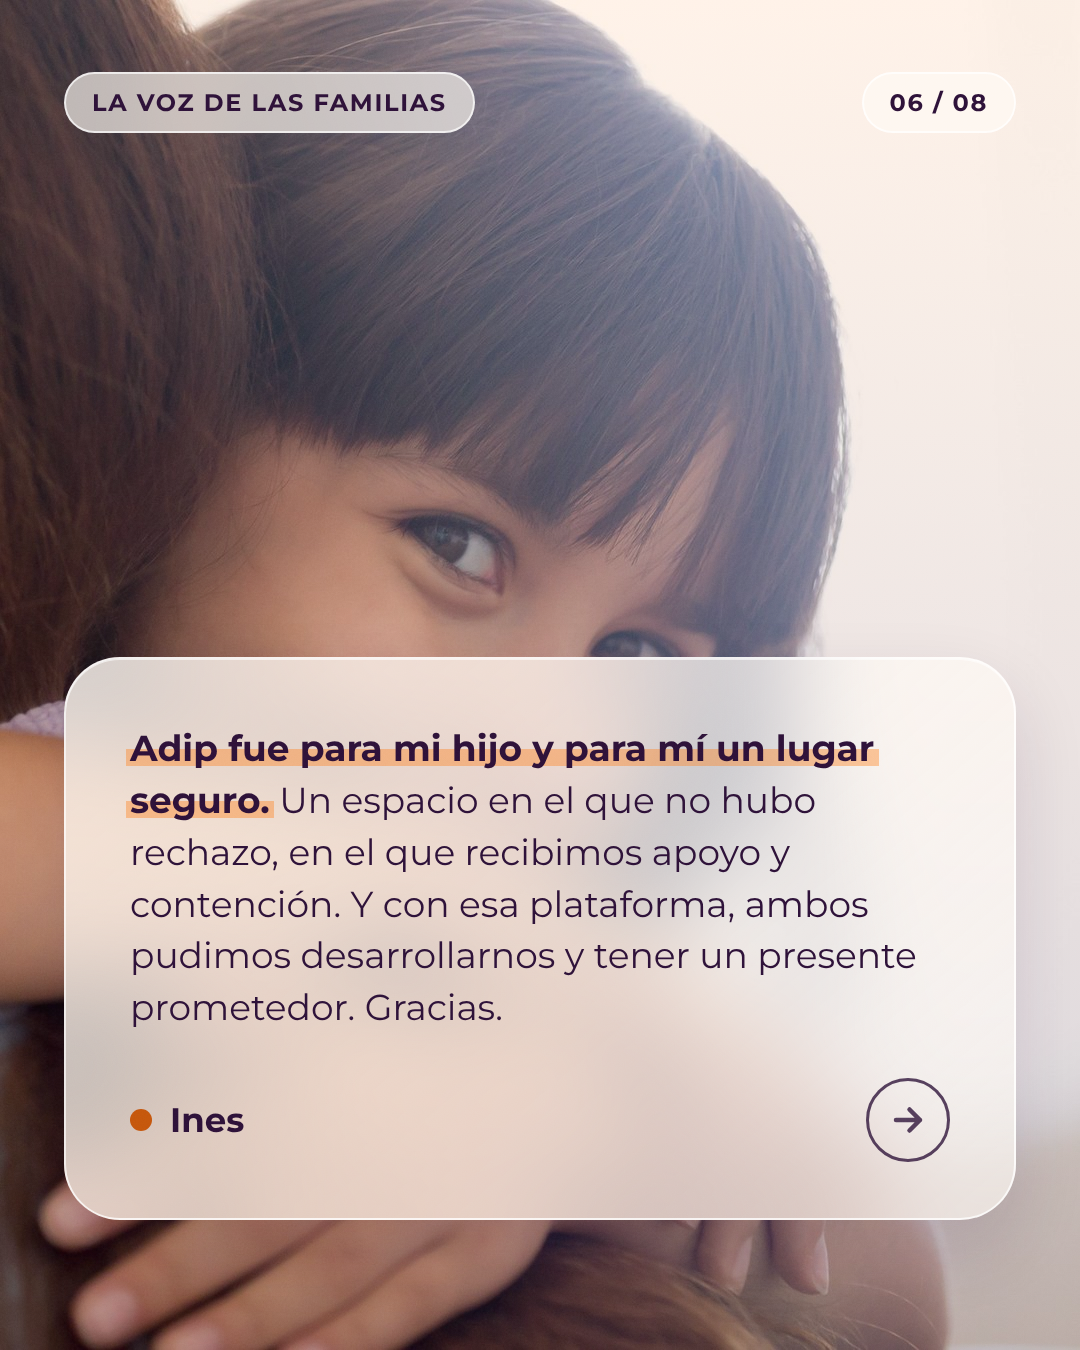 LA VOZ DE LAS FAMILIAS
06 / 08
Adip fue para mi hijo y para mí un lugar
seguro. Un espacio en el que no hubo
rechazo, en el que recibimos apoyo y
contención. Y con esa plataforma, ambos
pudimos desarrollarnos y tener un presente
prometedor. Gracias.
Ines